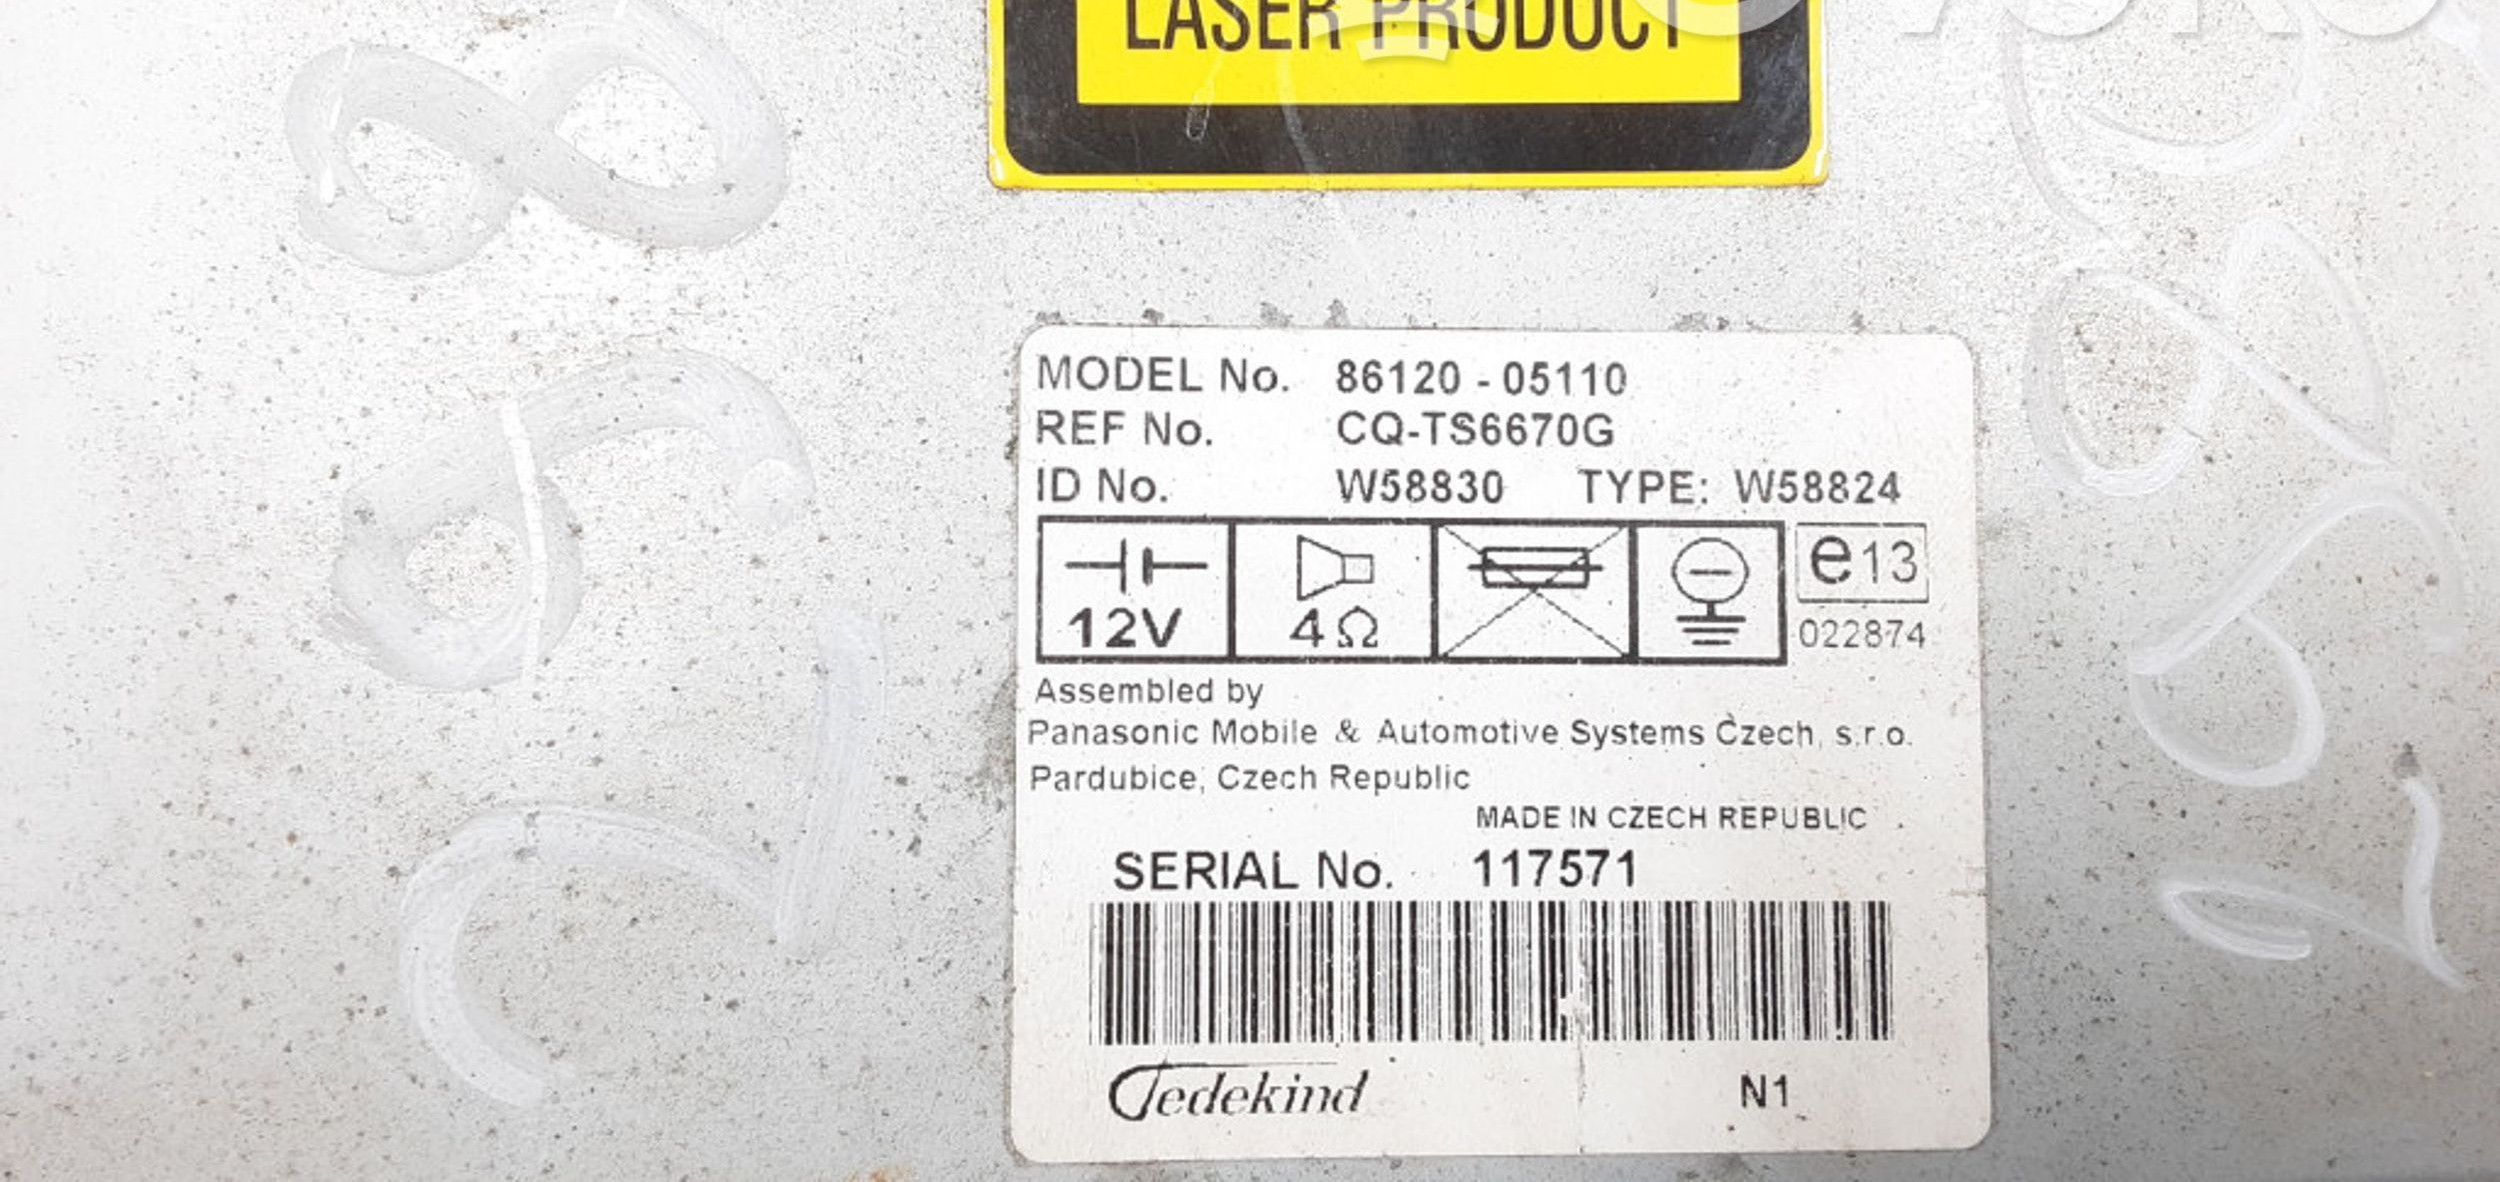 LASER PRODUCT
MODEL No. 86120 - 05110
REF No. CQ-TS6670G
ID No. W58830 TYPE: W58824
12V 4Ω e13
022874
Assembled by
Panasonic Mobile & Automotive Systems Czech, s.r.o.
Pardubice, Czech Republic
MADE IN CZECH REPUBLIC
SERIAL No. 117571
Jedekind
N1